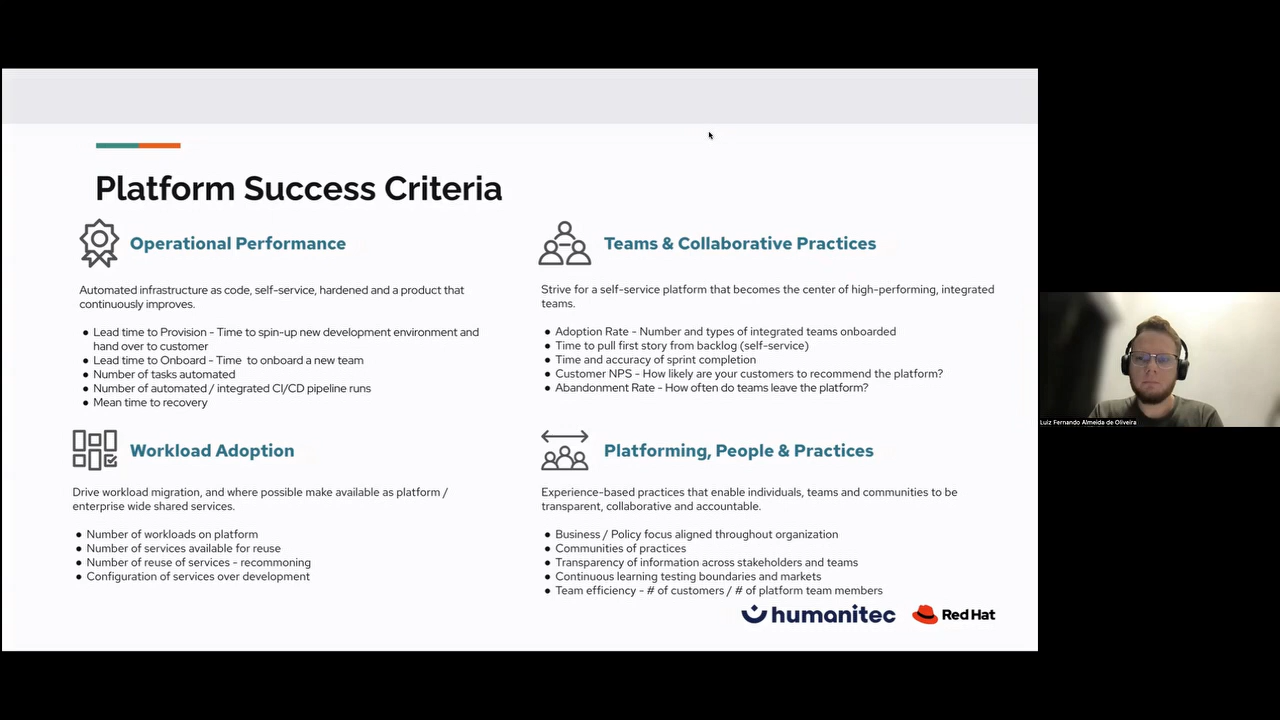 Platform Success Criteria
Operational Performance
Automated infrastructure as code, self-service, hardened and a product that
continuously improves.
● Lead time to Provision - Time to spin-up new development environment and
hand over to customer
● Lead time to Onboard - Time to onboard a new team
● Number of tasks automated
● Number of automated / integrated CI/CD pipeline runs
● Mean time to recovery
Teams & Collaborative Practices
Strive for a self-service platform that becomes the center of high-performing, integrated
teams.
● Adoption Rate - Number and types of integrated teams onboarded
● Time to pull first story from backlog (self-service)
● Time and accuracy of sprint completion
● Customer NPS - How likely are your customers to recommend the platform?
● Abandonment Rate - How often do teams leave the platform?
Workload Adoption
Drive workload migration, and where possible make available as platform /
enterprise wide shared services.
● Number of workloads on platform
● Number of services available for reuse
● Number of reuse of services - recommoning
● Configuration of services over development
Platforming, People & Practices
Experience-based practices that enable individuals, teams and communities to be
transparent, collaborative and accountable.
● Business / Policy focus aligned throughout organization
● Communities of practices
● Transparency of information across stakeholders and teams
● Continuous learning testing boundaries and markets
● Team efficiency - # of customers / # of platform team members
humanitec
Red Hat
Luiz Fernando Almeida de Oliveira